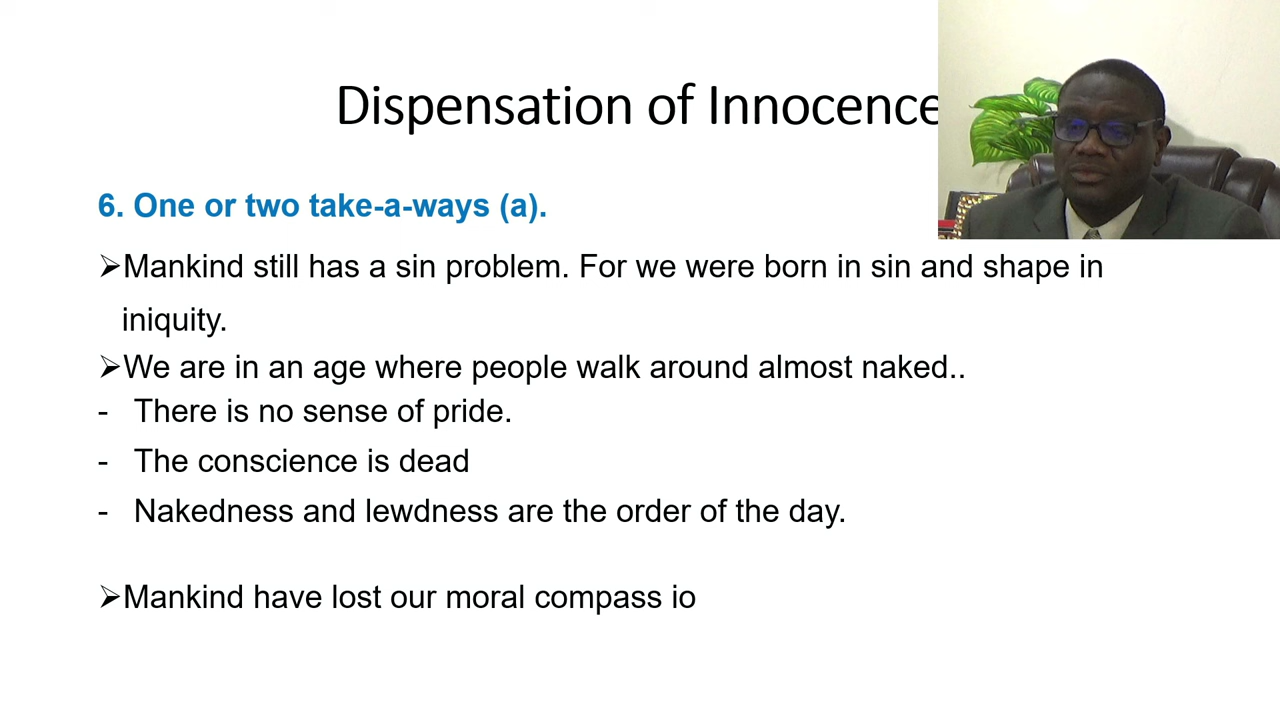 Dispensation of Innocence
6. One or two take-a-ways (a).
➢Mankind still has a sin problem. For we were born in sin and shape in
iniquity.
➢We are in an age where people walk around almost naked..
- There is no sense of pride.
- The conscience is dead
- Nakedness and lewdness are the order of the day.
➢Mankind have lost our moral compass io